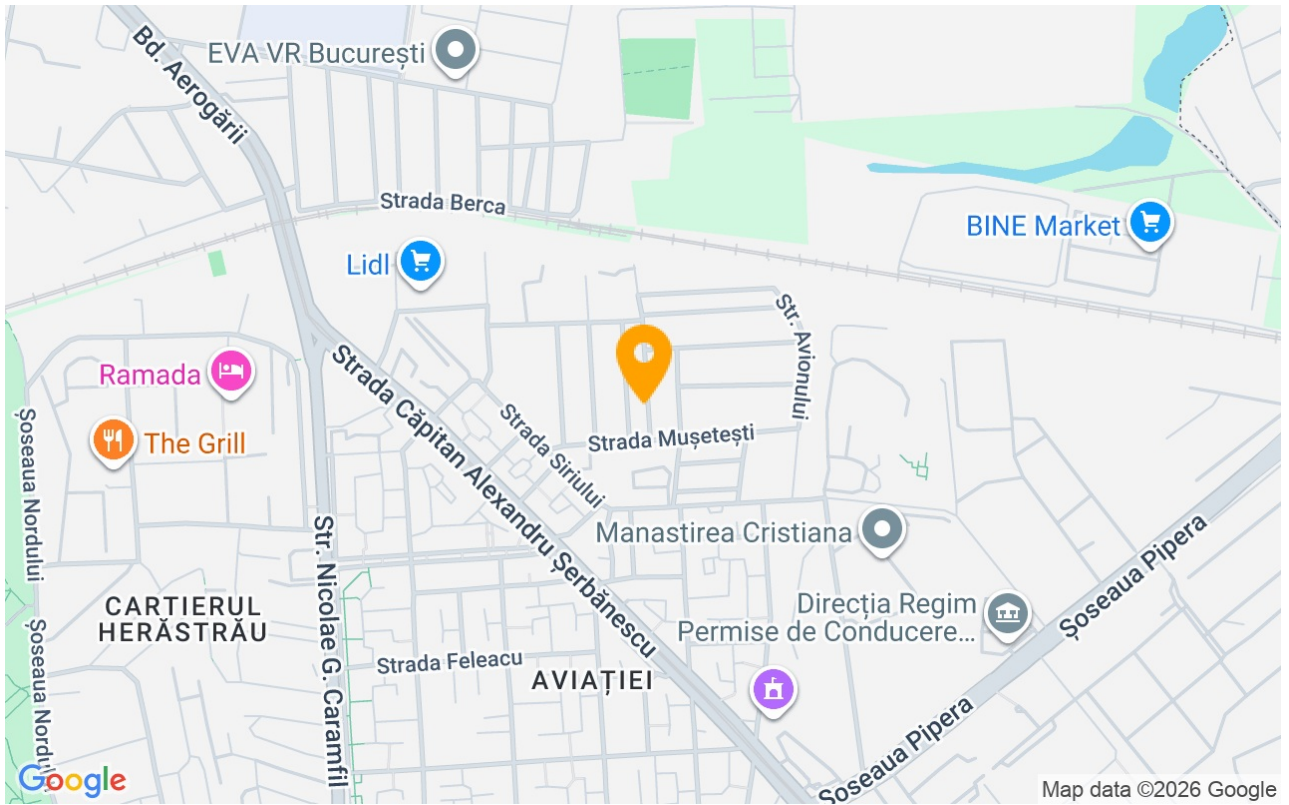 Bd. Aerogării
EVA VR București
Strada Berca
BINE Market
Lidl
Str. Avionului
Ramada
Strada Căpitan Alexandru Șerbănescu
The Grill
Strada Siriului
Strada Mușetești
Șoseaua Nordului
Str. Nicolae G. Caramfil
Manastirea Cristiana
Șoseaua Pipera
CARTIERUL
HERĂSTRĂU
Direcția Regim
Permise de Conducere...
Șoseaua Nordului
Strada Feleacu
AVIAȚIEI
Șoseaua Pipera
Google
Map data ©2026 Google